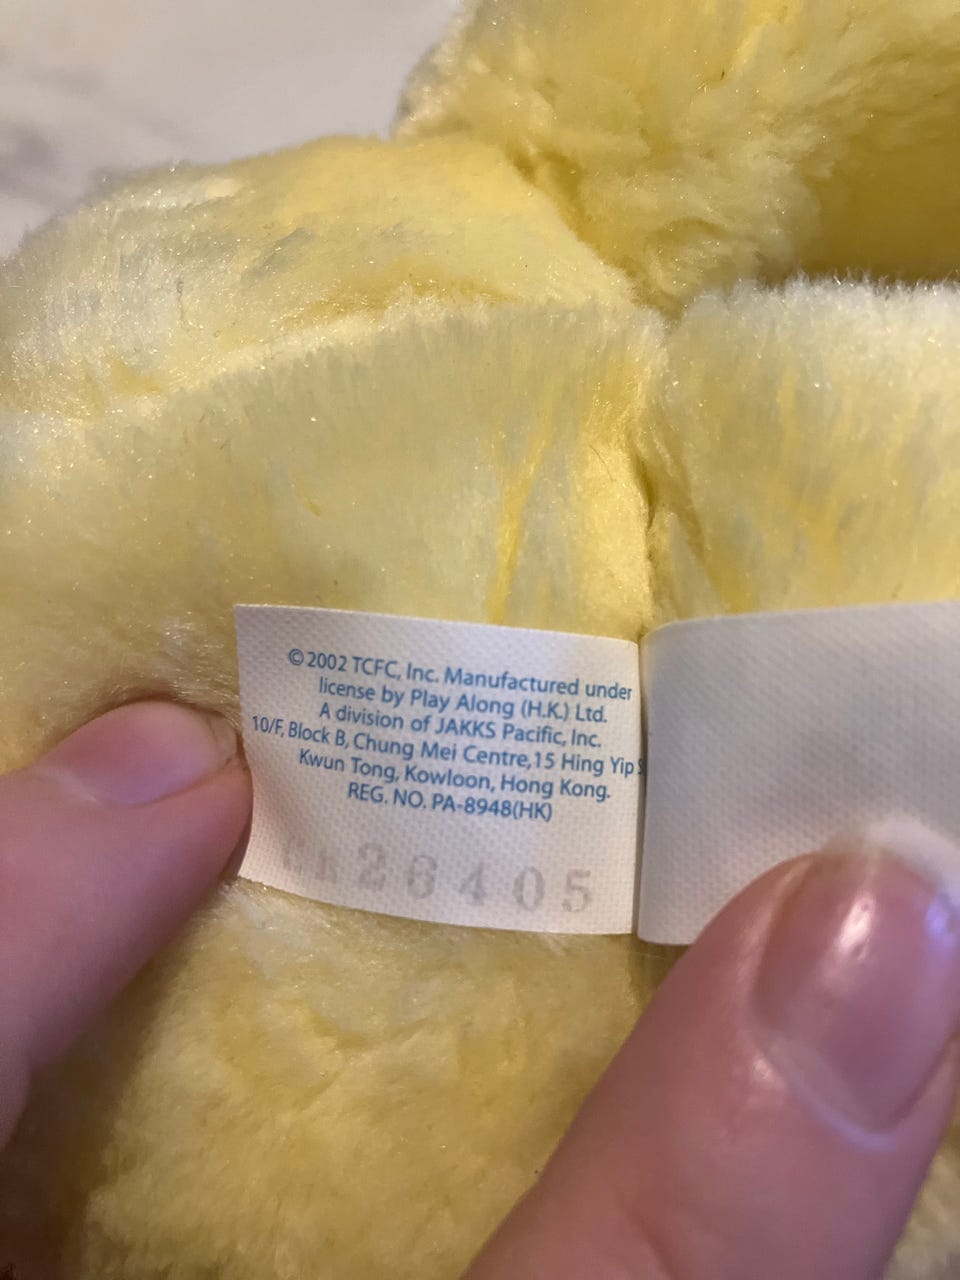 ©2002 TCFC, Inc. Manufactured under
license by Play Along (H.K.) Ltd.
A division of JAKKS Pacific, Inc.
10/F, Block B, Chung Mei Centre,15 Hing Yip
Kwun Tong, Kowloon, Hong Kong.
REG. NO. PA-8948(HK)
26405